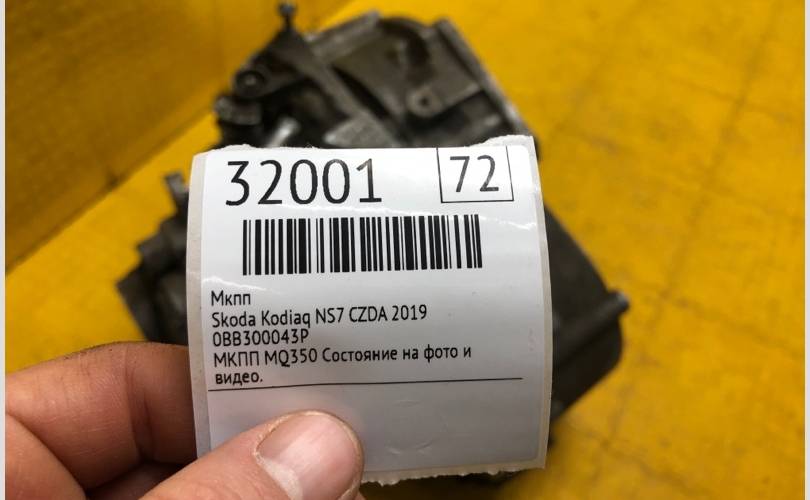 32001 72
Мкпп
Skoda Kodiaq NS7 CZDA 2019
0BB300043P
МКПП MQ350 Состояние на фото и
видео.